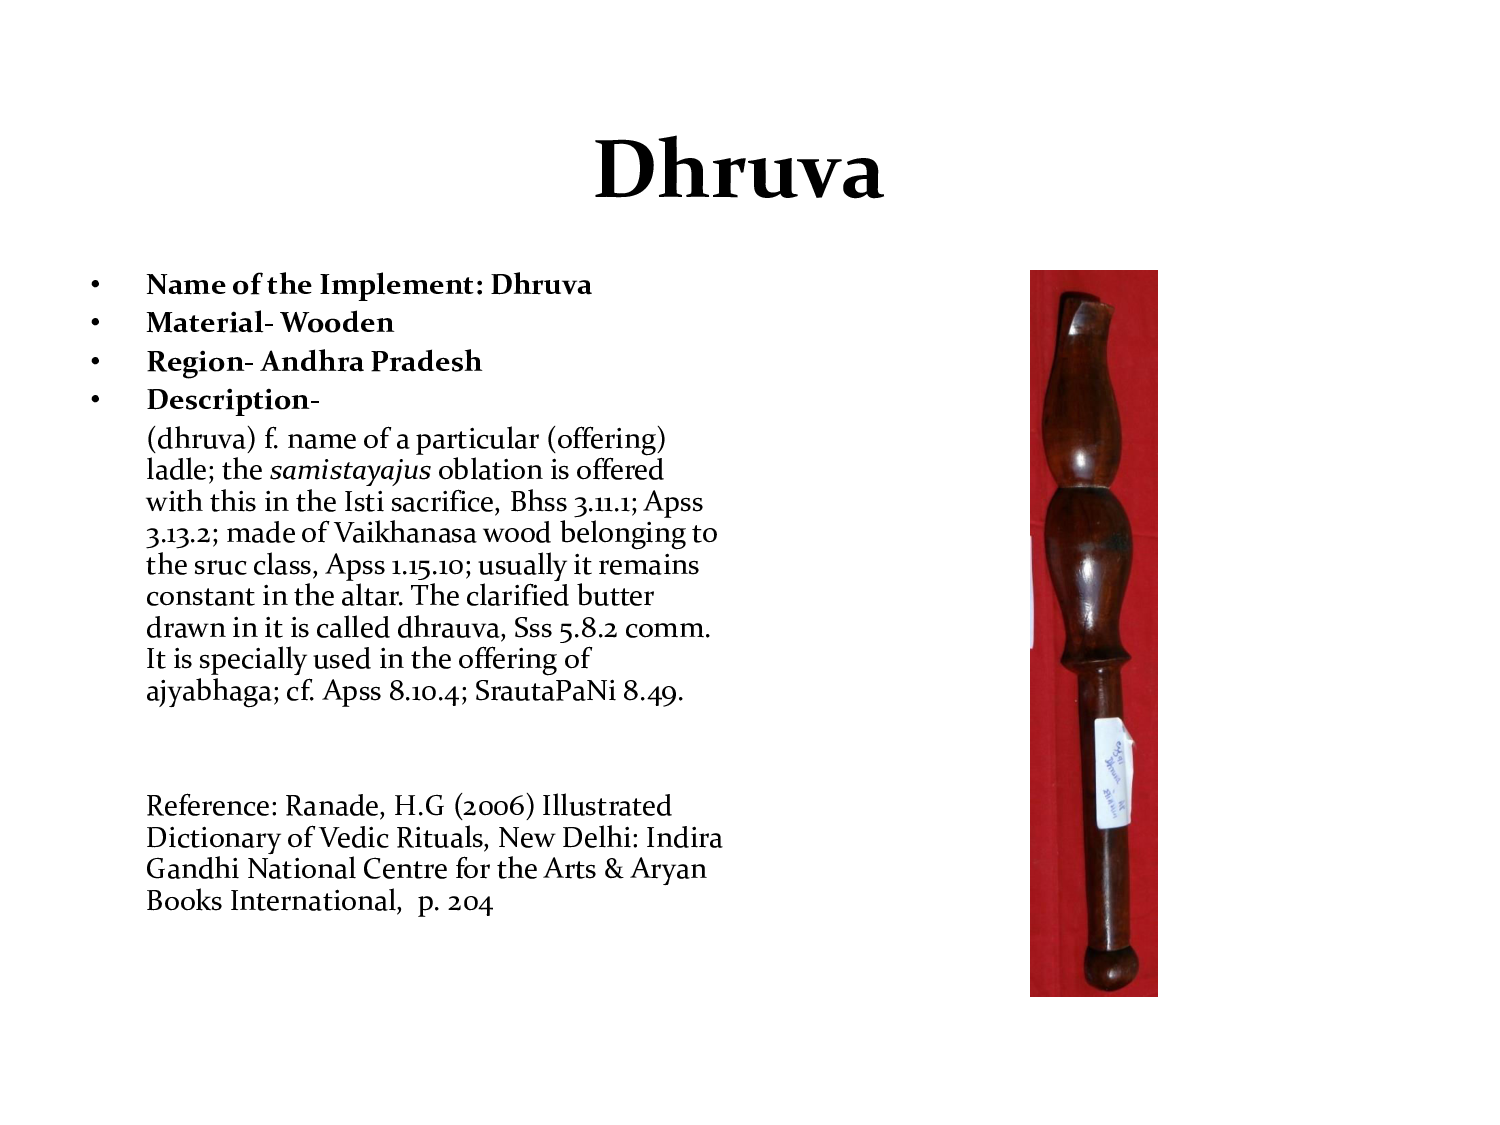 Dhruva
• Name of the Implement: Dhruva
• Material- Wooden
• Region- Andhra Pradesh
• Description-
(dhruva) f. name of a particular (offering)
ladle; the samistayajus oblation is offered
with this in the Isti sacrifice, Bhss 3.11.1; Apss
3.13.2; made of Vaikhanasa wood belonging to
the sruc class, Apss 1.15.10; usually it remains
constant in the altar. The clarified butter
drawn in it is called dhrauva, Sss 5.8.2 comm.
It is specially used in the offering of
ajyabhaga; cf. Apss 8.10.4; SrautaPaNi 8.49.
Reference: Ranade, H.G (2006) Illustrated
Dictionary of Vedic Rituals, New Delhi: Indira
Gandhi National Centre for the Arts & Aryan
Books International,  p. 204